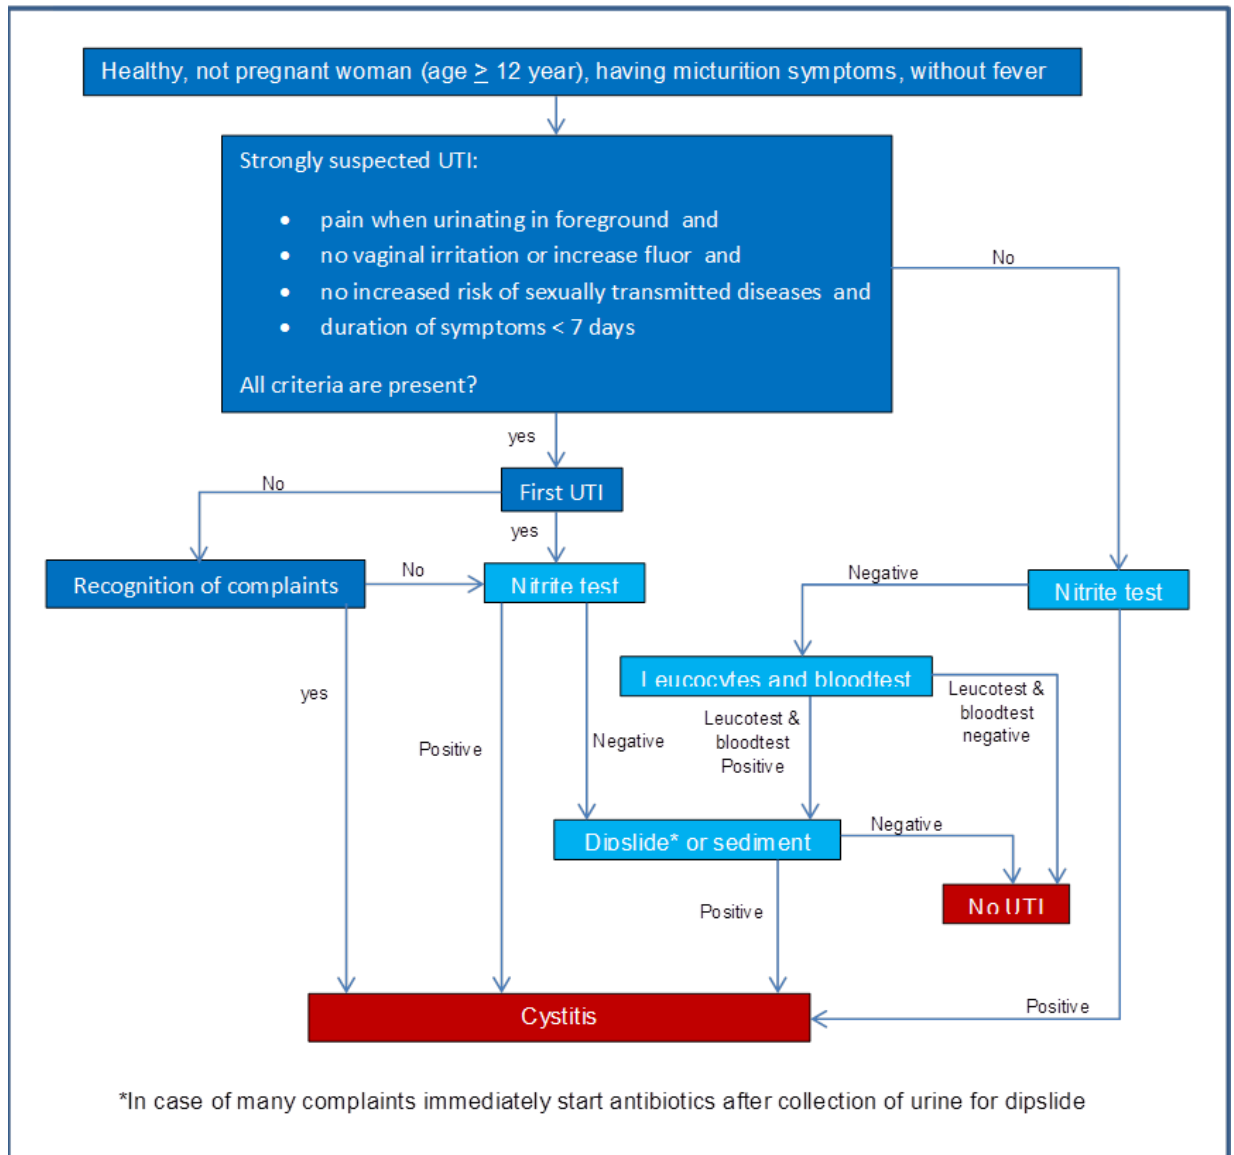 Healthy, not pregnant woman (age ≥ 12 year), having micturition symptoms, without fever
Strongly suspected UTI:
• pain when urinating in foreground and
• no vaginal irritation or increase fluor and
• no increased risk of sexually transmitted diseases and
• duration of symptoms < 7 days
All criteria are present?
No
yes
First UTI
No
yes
Recognition of complaints
No
Nitrite test
Negative
Nitrite test
Leucocytes and bloodtest
yes
Positive
Negative
Leucotest &
bloodtest
Positive
Leucotest &
bloodtest
negative
Dipslide* or sediment
Negative
No UTI
Positive
Cystitis
Positive
*In case of many complaints immediately start antibiotics after collection of urine for dipslide